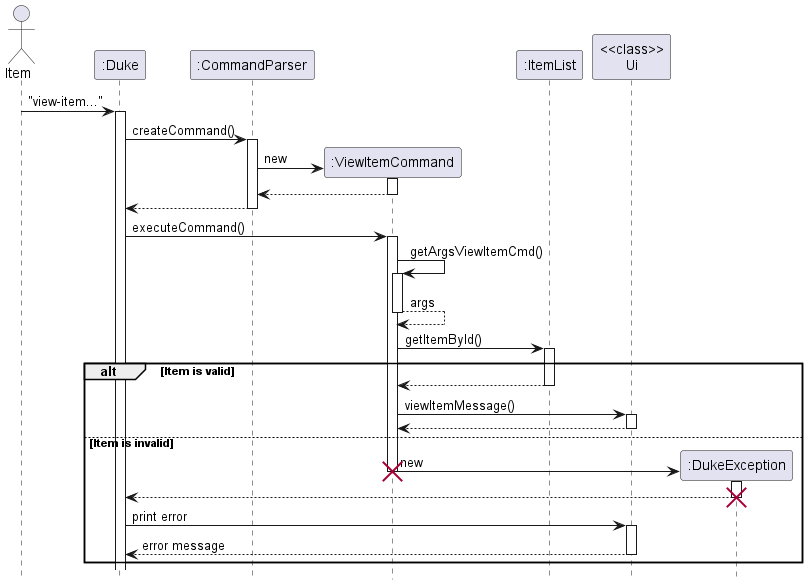 Item
:Duke
:CommandParser
:ItemList
<<class>>
Ui
"view-item..."
createCommand()
new
:ViewItemCommand
executeCommand()
getArgsViewItemCmd()
args
getItemById()
alt
[Item is valid]
viewItemMessage()
[Item is invalid]
new
:DukeException
print error
error message